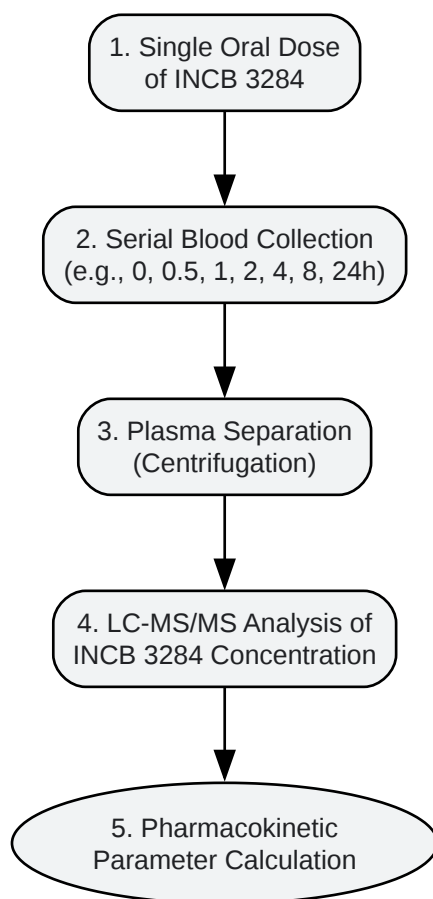 1. Single Oral Dose
of INCB 3284
2. Serial Blood Collection
(e.g., 0, 0.5, 1, 2, 4, 8, 24h)
3. Plasma Separation
(Centrifugation)
4. LC-MS/MS Analysis of
INCB 3284 Concentration
5. Pharmacokinetic
Parameter Calculation